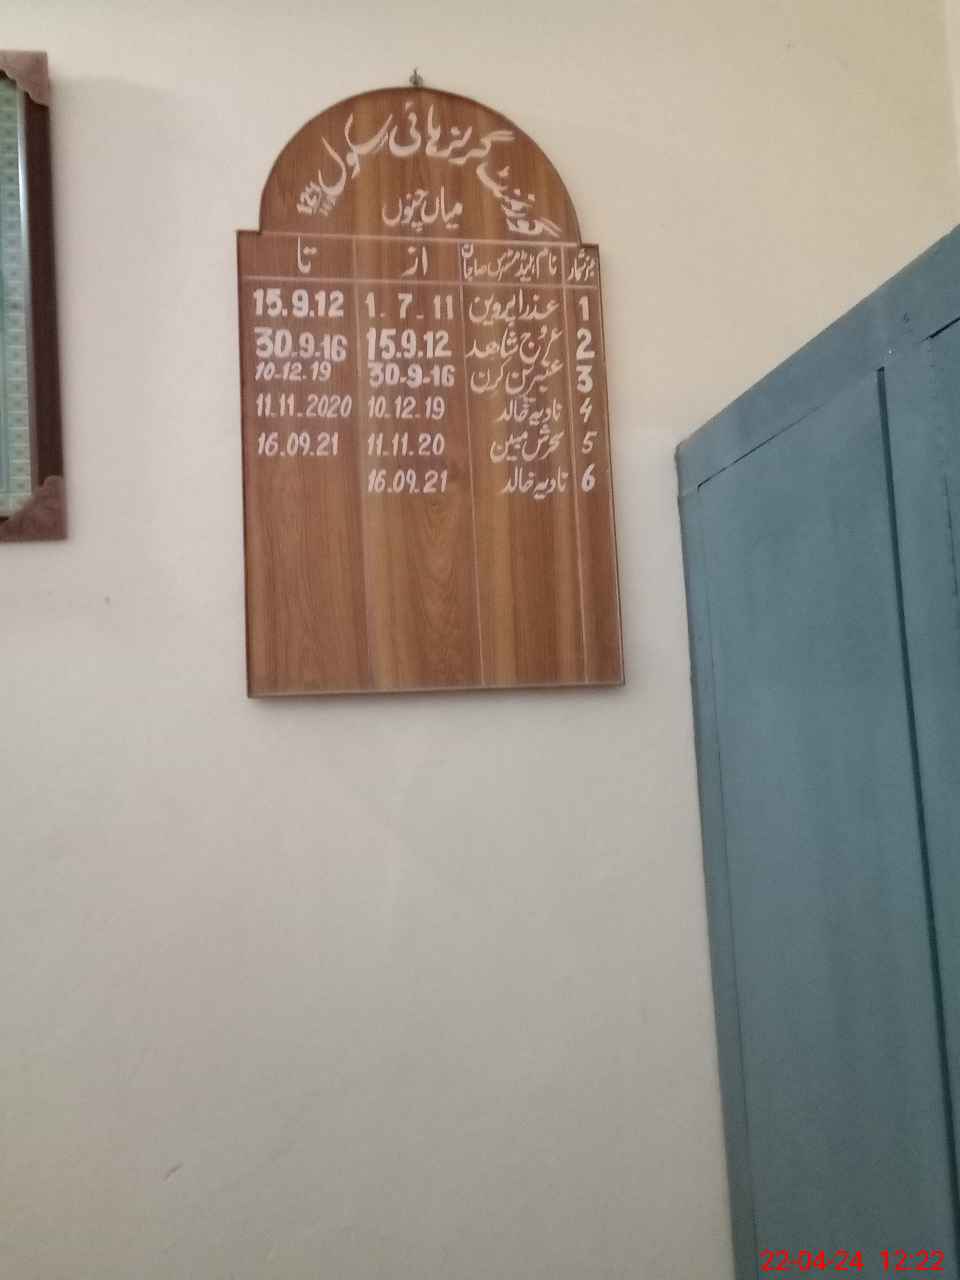 گورنمنٹ گرلز ہائی سکول
میاں چنوں
نمبر شمار نام ہیڈ مسٹریس صاحبان از تا
1 عذرا پروین 1.7.11 15.9.12
2 عروج شاہد 15.9.12 30.9-16
3 عنبرین کرن 30-9-16 10-12.19
4 نادیہ خالد 10.12.19 11.11.2020
5 سحرش مبین 11.11.20 16.09.21
6 نادیہ خالد 16.09.21
22-04-24 12:22